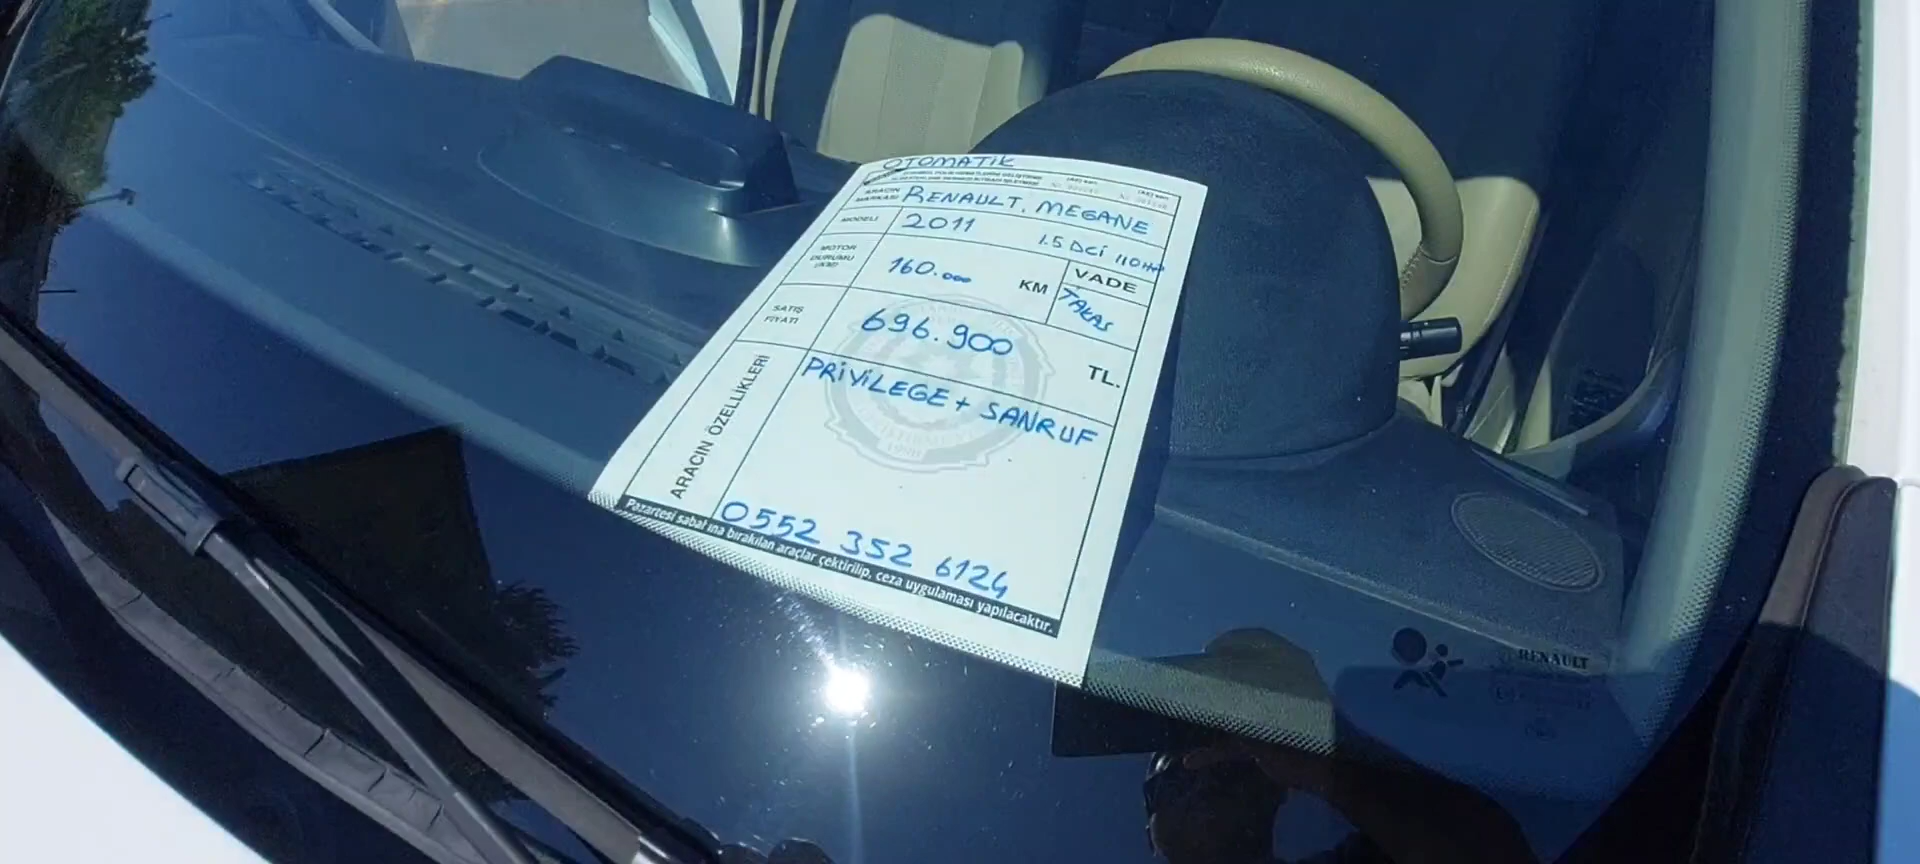 OTOMATİK
ARACIN MARKASI RENAULT. MEGANE
MODELİ 2011 1.5 DCİ 110 HP
MOTOR DURUMU (KM) 160.000 KM VADE
TAKAS
SATIŞ FİYATI 696.900 TL.
ARACIN ÖZELLİKLERİ PRİVİLEGE + SANRUF
0552 352 6124
Pazartesi sabahına bırakılan araçlar çektirilip, ceza uygulaması yapılacaktır.
RENAULT